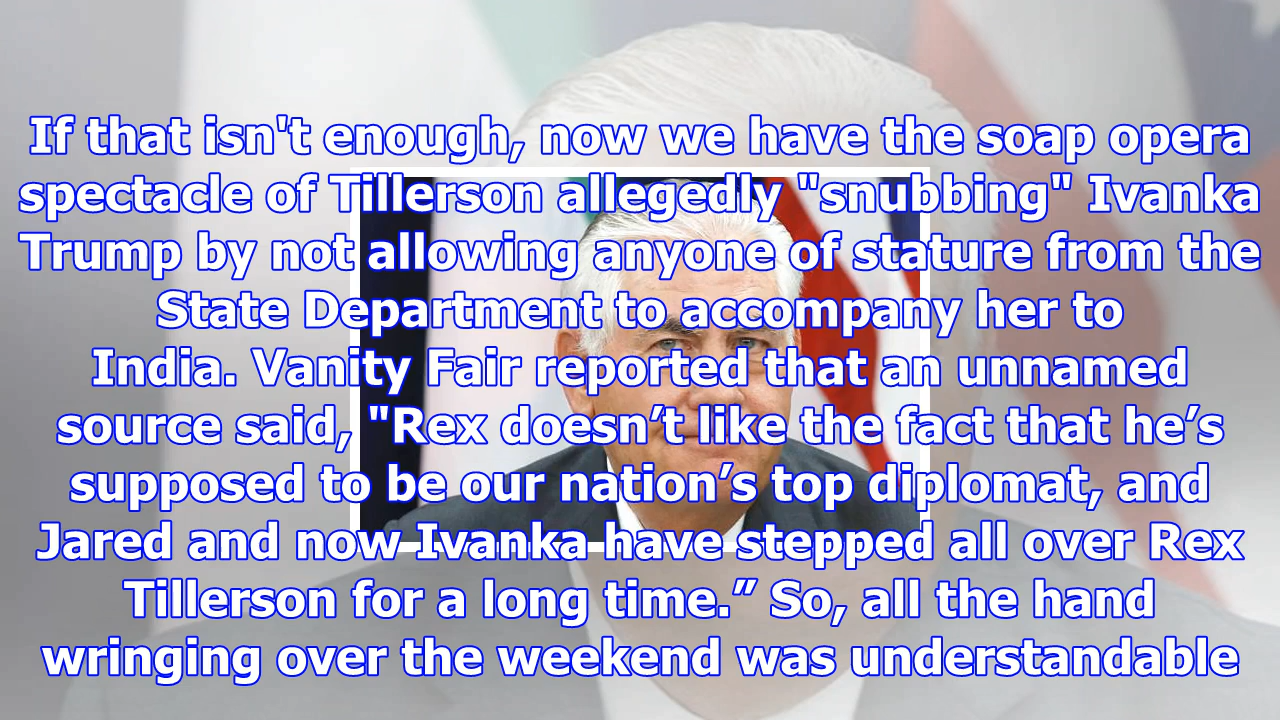 If that isn't enough, now we have the soap opera
spectacle of Tillerson allegedly "snubbing" Ivanka
Trump by not allowing anyone of stature from the
State Department to accompany her to
India. Vanity Fair reported that an unnamed
source said, "Rex doesn’t like the fact that he’s
supposed to be our nation’s top diplomat, and
Jared and now Ivanka have stepped all over Rex
Tillerson for a long time.” So, all the hand
wringing over the weekend was understandable